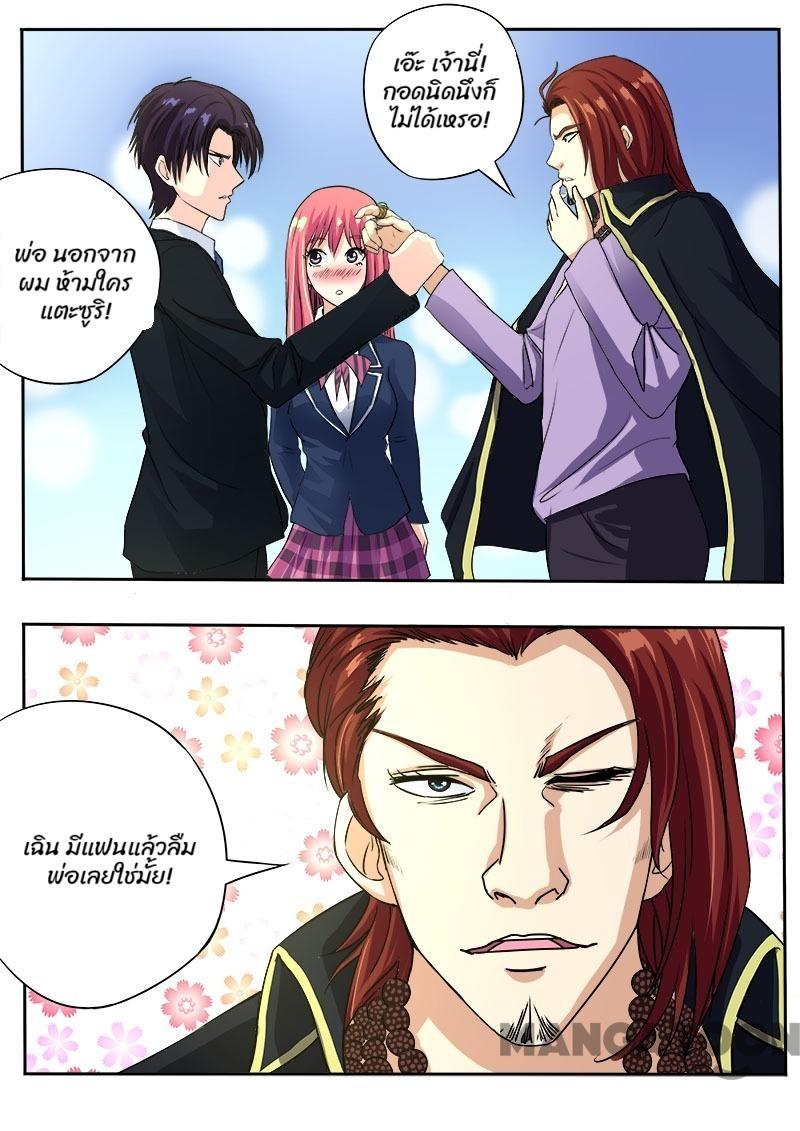 เอ๊ะ เจ้านี่!
กอดนิดนึงก็
ไม่ได้เหรอ!
พ่อ นอกจาก
ผม ห้ามใคร
แตะซูริ!
เฉิน มีแฟนแล้วลืม
พ่อเลยใช่มั้ย!